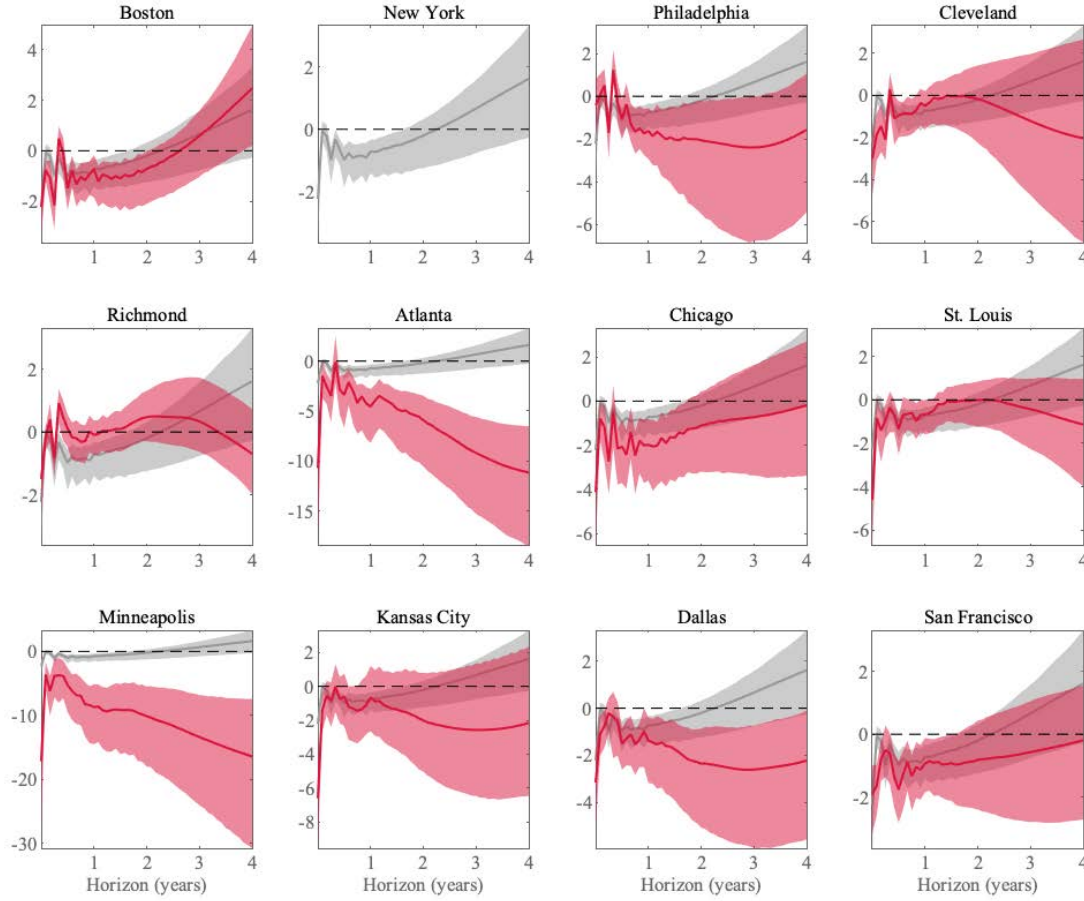 Boston
New York
Philadelphia
Cleveland
4
2
0
-2
1 2 3 4
2
0
-2
1 2 3 4
2
0
-2
-4
-6
1 2 3 4
2
0
-2
-4
-6
1 2 3 4
Richmond
Atlanta
Chicago
St. Louis
2
0
-2
1 2 3 4
0
-5
-10
-15
1 2 3 4
2
0
-2
-4
-6
1 2 3 4
2
0
-2
-4
-6
1 2 3 4
Minneapolis
Kansas City
Dallas
San Francisco
0
-10
-20
-30
1 2 3 4
Horizon (years)
2
0
-2
-4
-6
-8
1 2 3 4
Horizon (years)
2
0
-2
-4
1 2 3 4
Horizon (years)
2
0
-2
1 2 3 4
Horizon (years)